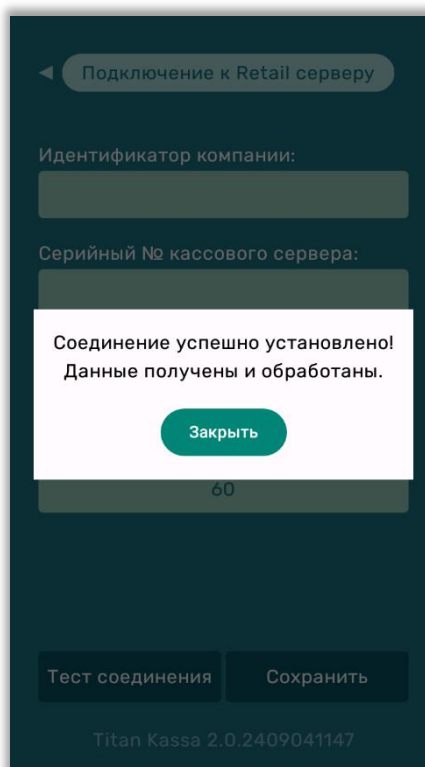 Подключение к Retail серверу
Идентификатор компании:
Серийный № кассового сервера:
Соединение успешно установлено!
Данные получены и обработаны.
Закрыть
60
Тест соединения
Сохранить
Titan Kassa 2.0.2409041147